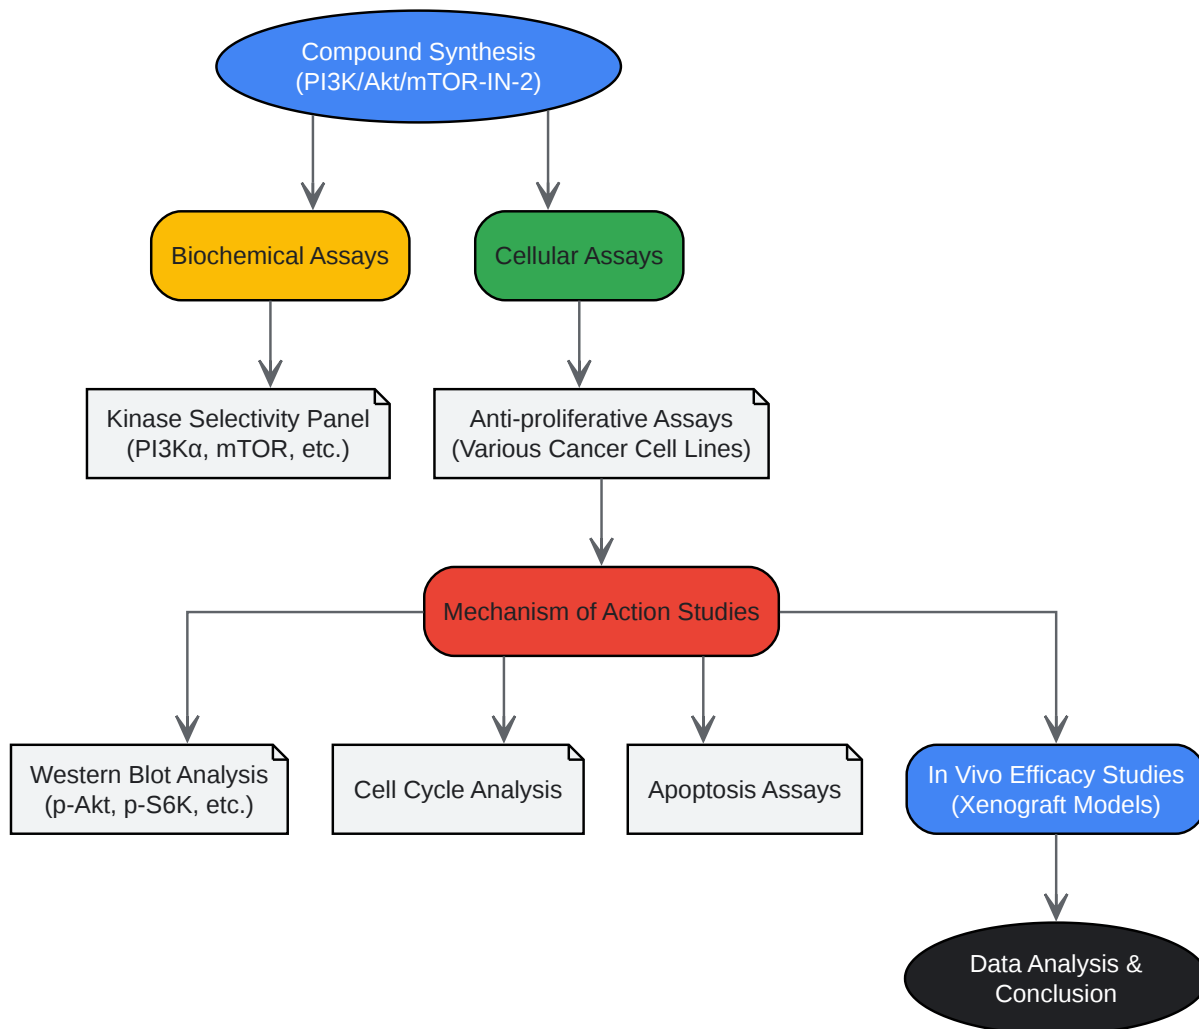 Compound Synthesis
(PI3K/Akt/mTOR-IN-2)
Biochemical Assays
Cellular Assays
Kinase Selectivity Panel
(PI3Kα, mTOR, etc.)
Anti-proliferative Assays
(Various Cancer Cell Lines)
Mechanism of Action Studies
Western Blot Analysis
(p-Akt, p-S6K, etc.)
Cell Cycle Analysis
Apoptosis Assays
In Vivo Efficacy Studies
(Xenograft Models)
Data Analysis &
Conclusion